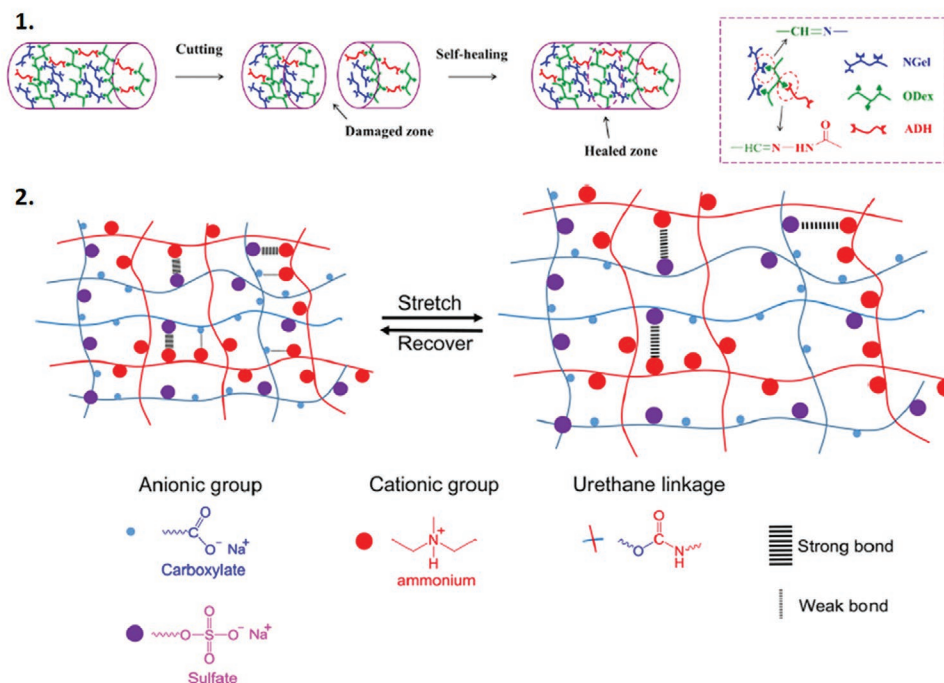 1.
Cutting
Self-healing
Damaged zone
Healed zone
—CH=N—
NGel
ODex
ADH
O
—HC=N—HN
2.
Stretch
Recover
Anionic group
Cationic group
Urethane linkage
O
C
O⁻ Na⁺
Carboxylate
N⁺
H
ammonium
O
C
O
N
H
Strong bond
Weak bond
O
O—S—O⁻ Na⁺
O
Sulfate